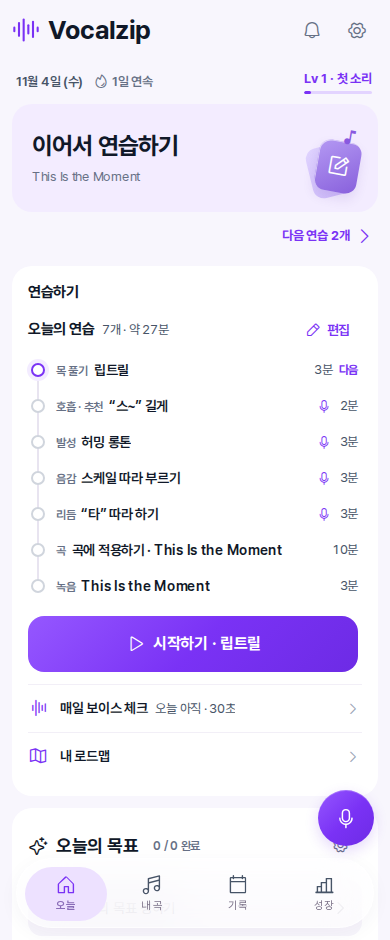 Vocalzip
11월 4일 (수) 1일 연속 Lv 1 · 첫 소리
이어서 연습하기
This Is the Moment
다음 연습 2개
연습하기
오늘의 연습 7개 · 약 27분 편집
목 풀기 립트릴 3분 다음
호흡 · 추천 “스~” 길게 2분
발성 허밍 롱톤 3분
음감 스케일 따라 부르기 3분
리듬 “타” 따라 하기 3분
곡 곡에 적용하기 · This Is the Moment 10분
녹음 This Is the Moment 3분
시작하기 · 립트릴
매일 보이스 체크 오늘 아직 · 30초
내 로드맵
오늘의 목표 0 / 0 완료
오늘 내 곡 기록 성장